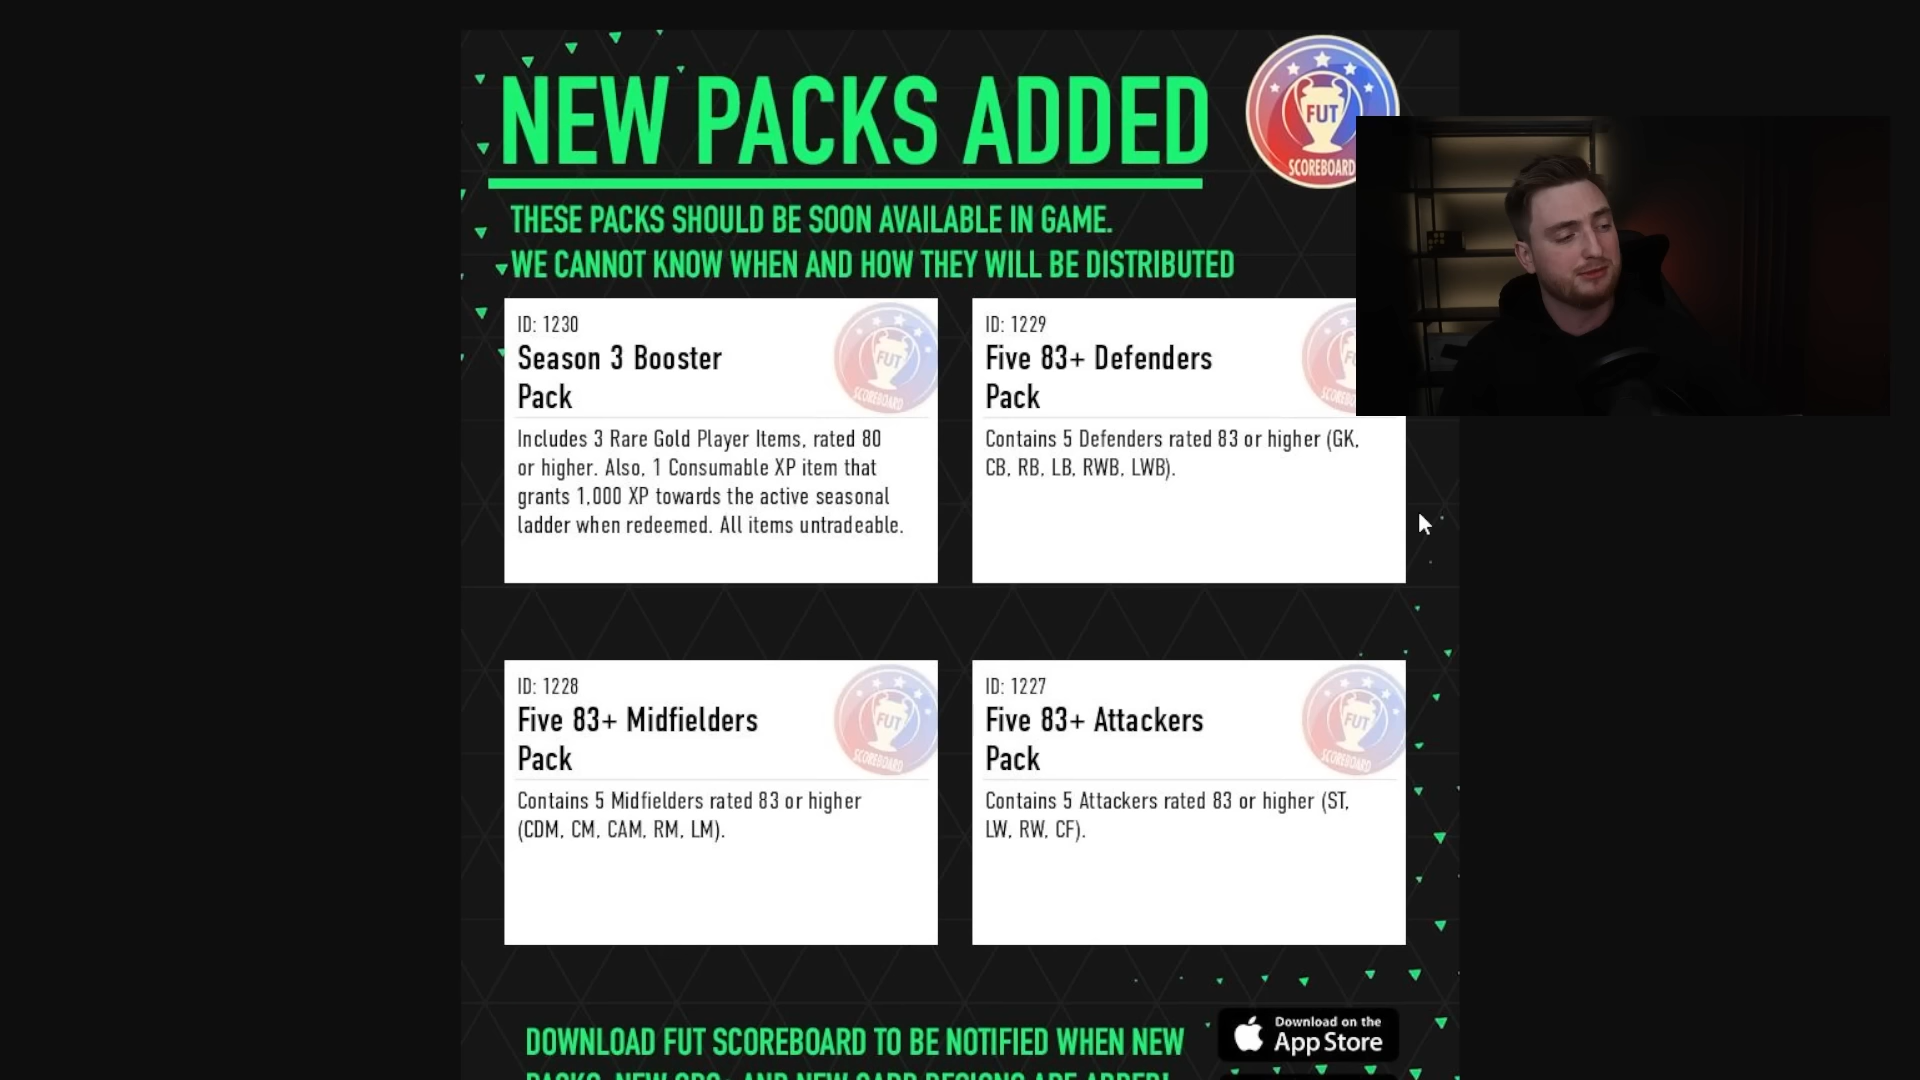 NEW PACKS ADDED
FUT
SCOREBOARD
THESE PACKS SHOULD BE SOON AVAILABLE IN GAME.
WE CANNOT KNOW WHEN AND HOW THEY WILL BE DISTRIBUTED
ID: 1230
Season 3 Booster
Pack
FUT
SCOREBOARD
Includes 3 Rare Gold Player Items, rated 80
or higher. Also, 1 Consumable XP item that
grants 1,000 XP towards the active seasonal
ladder when redeemed. All items untradeable.
ID: 1229
Five 83+ Defenders
Pack
Contains 5 Defenders rated 83 or higher (GK,
CB, RB, LB, RWB, LWB).
ID: 1228
Five 83+ Midfielders
Pack
FUT
SCOREBOARD
Contains 5 Midfielders rated 83 or higher
(CDM, CM, CAM, RM, LM).
ID: 1227
Five 83+ Attackers
Pack
FUT
SCOREBOARD
Contains 5 Attackers rated 83 or higher (ST,
LW, RW, CF).
DOWNLOAD FUT SCOREBOARD TO BE NOTIFIED WHEN NEW
Download on the
App Store